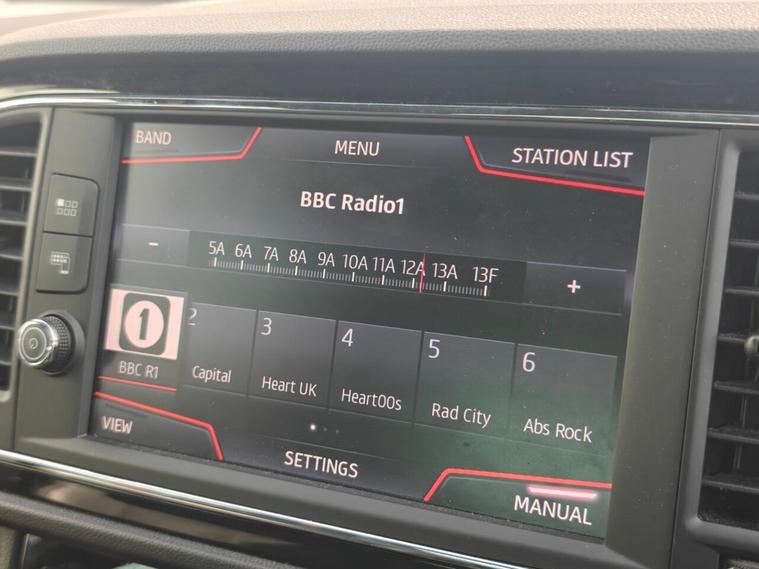 BAND
MENU
STATION LIST
BBC Radio1
-
5A 6A 7A 8A 9A 10A 11A 12A 13A 13F
+
1
2
3
4
5
6
BBC R1
Capital
Heart UK
Heart00s
Rad City
Abs Rock
VIEW
SETTINGS
MANUAL